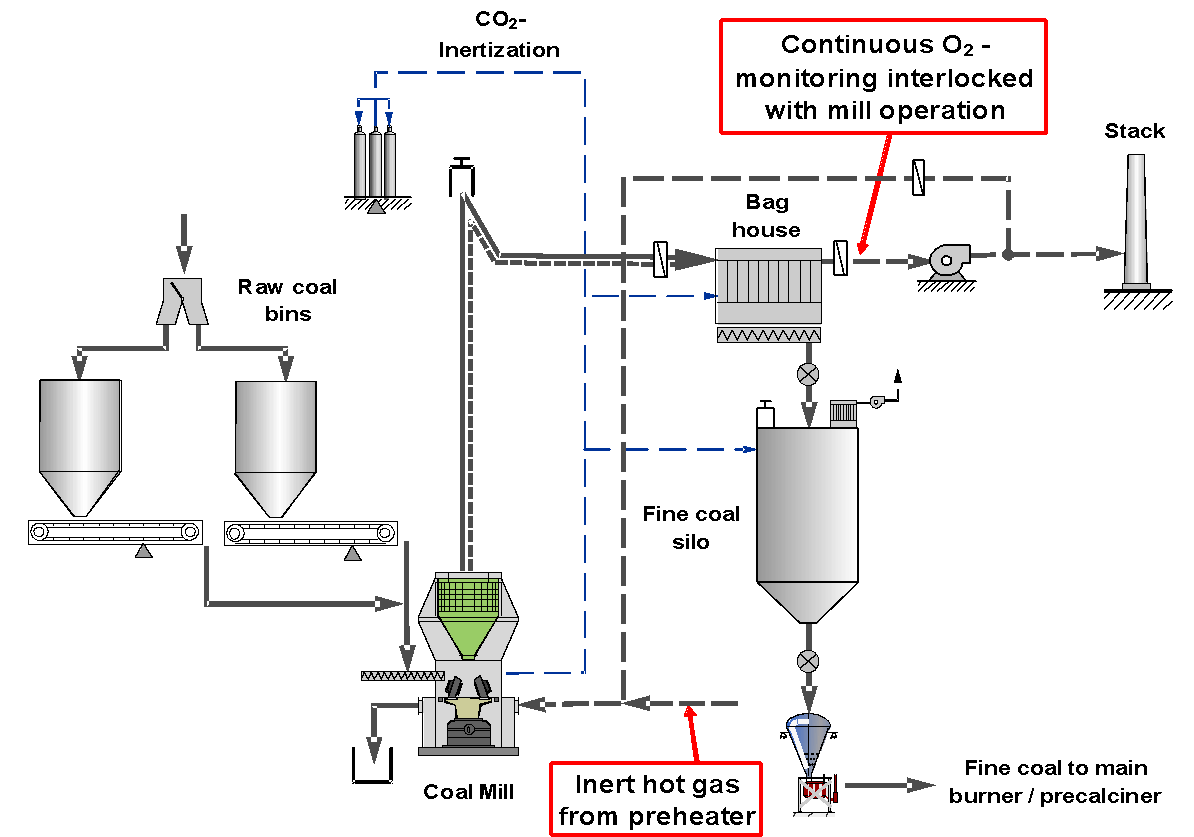 CO₂-
Inertization
Continuous O₂ -
monitoring interlocked
with mill operation
Stack
Bag
house
Raw coal
bins
Fine coal
silo
Coal Mill
Inert hot gas
from preheater
Fine coal to main
burner / precalciner